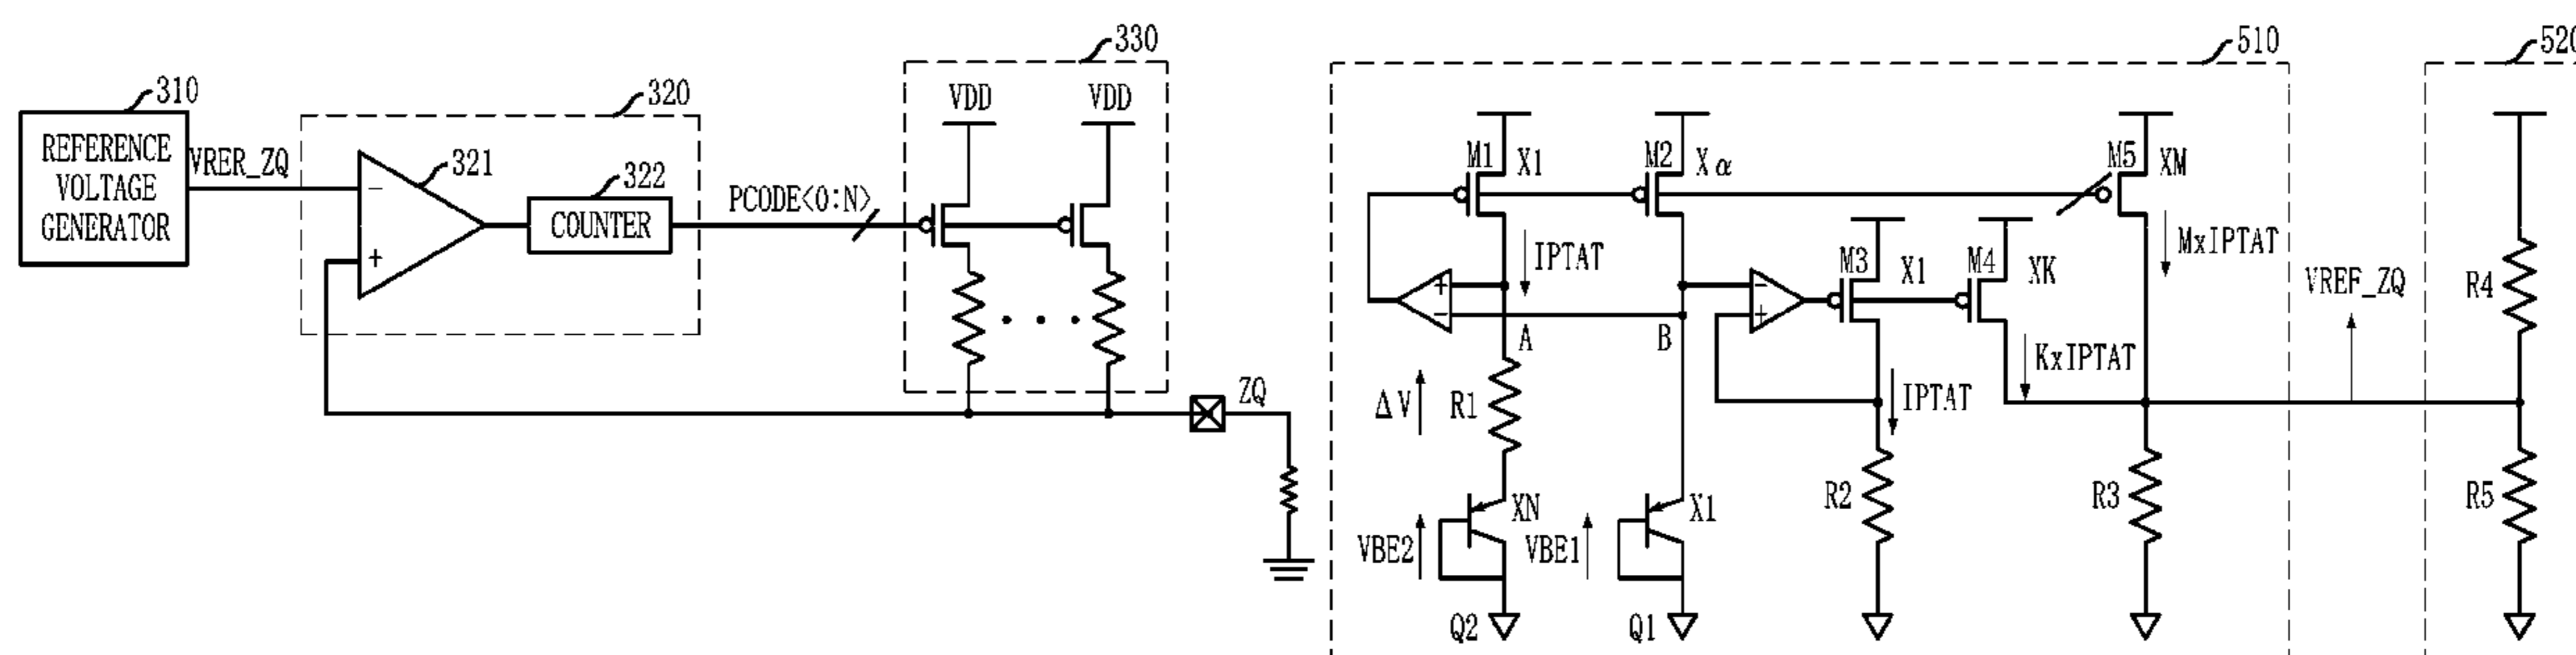 310
REFERENCE
VOLTAGE
GENERATOR
VRER_ZQ
320
321
322
COUNTER
PCODE<0:N>
330
VDD
VDD
ZQ
510
M1
X1
M2
Xα
M5
XM
IPTAT
MxIPTAT
M3
X1
M4
XK
+
−
A
B
−
+
KxIPTAT
IPTAT
VREF_ZQ
ΔV
R1
R2
R3
XN
X1
VBE2
VBE1
Q2
Q1
520
R4
R5
−
+